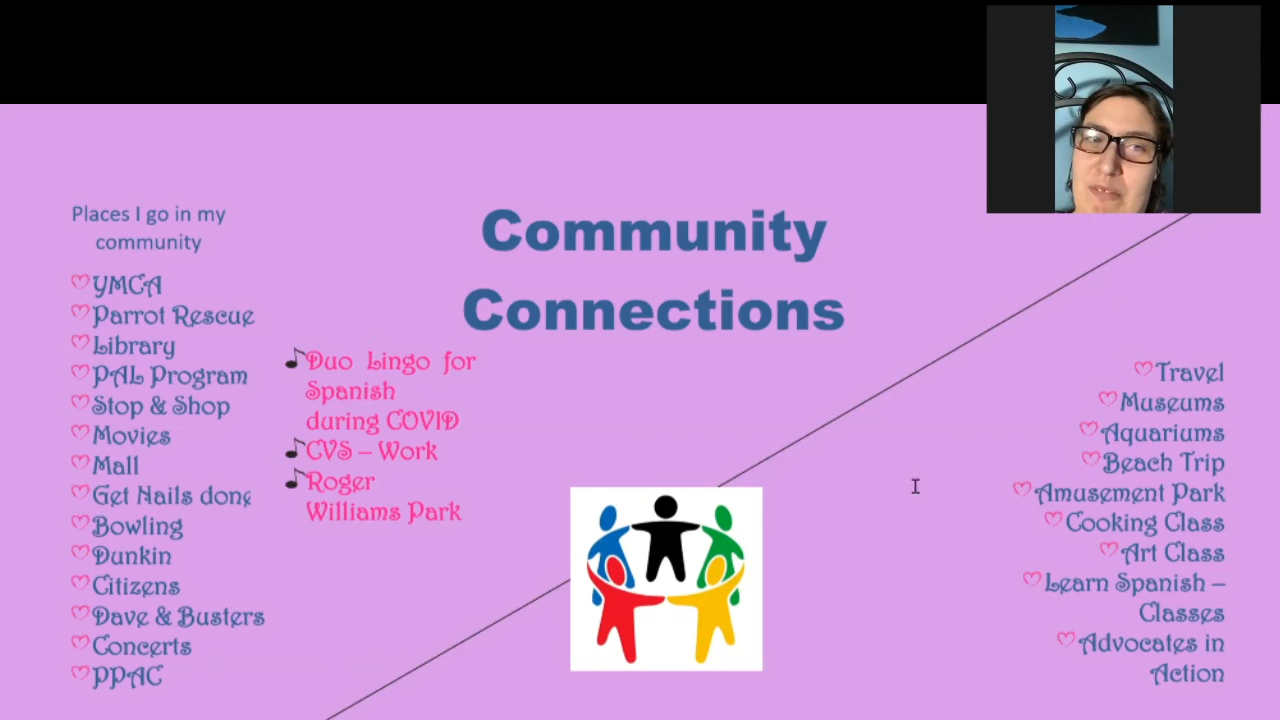 Community
Connections
Places I go in my
community
YMCA
Parrot Rescue
Library
PAL Program
Stop & Shop
Movies
Mall
Get Nails done
Bowling
Dunkin
Citizens
Dave & Busters
Concerts
PPAC
Duo Lingo for
Spanish
during COVID
CVS – Work
Roger
Williams Park
Travel
Museums
Aquariums
Beach Trip
Amusement Park
Cooking Class
Art Class
Learn Spanish –
Classes
Advocates in
Action